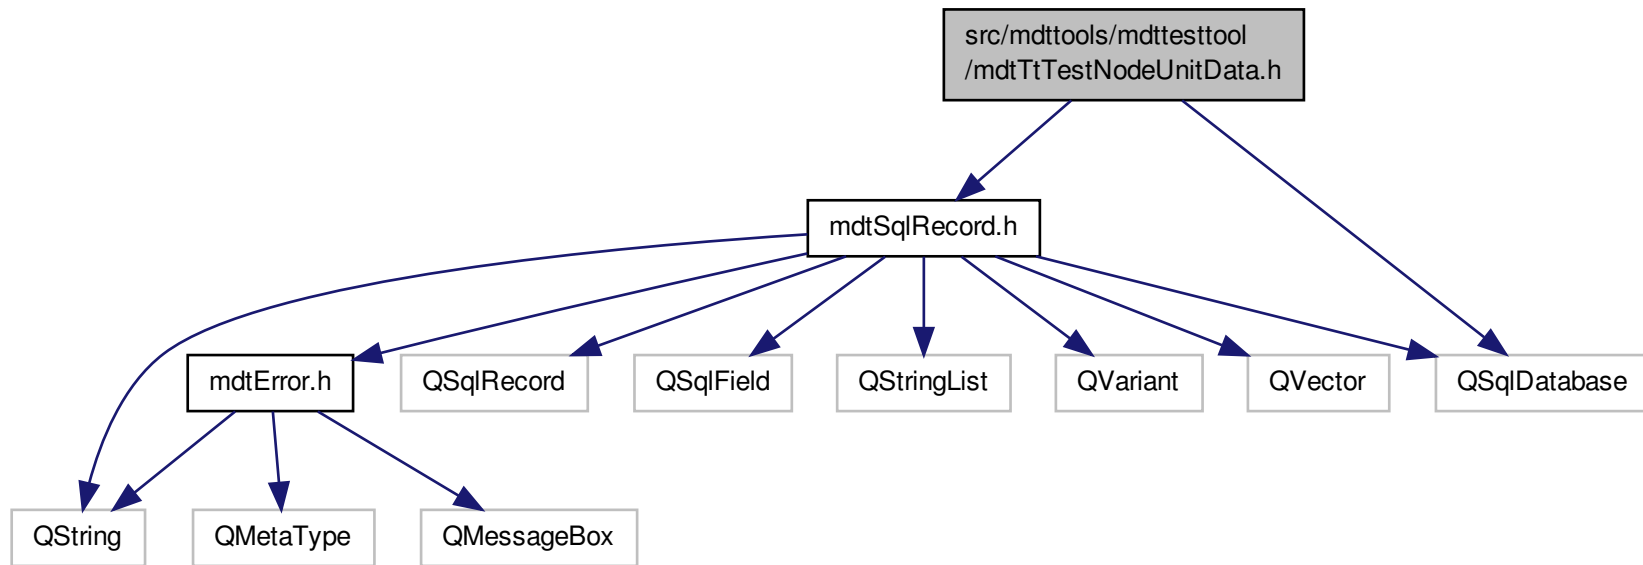 src/mdttools/mdttesttool
/mdtTtTestNodeUnitData.h
mdtSqlRecord.h
mdtError.h
QSqlRecord
QSqlField
QStringList
QVariant
QVector
QSqlDatabase
QString
QMetaType
QMessageBox